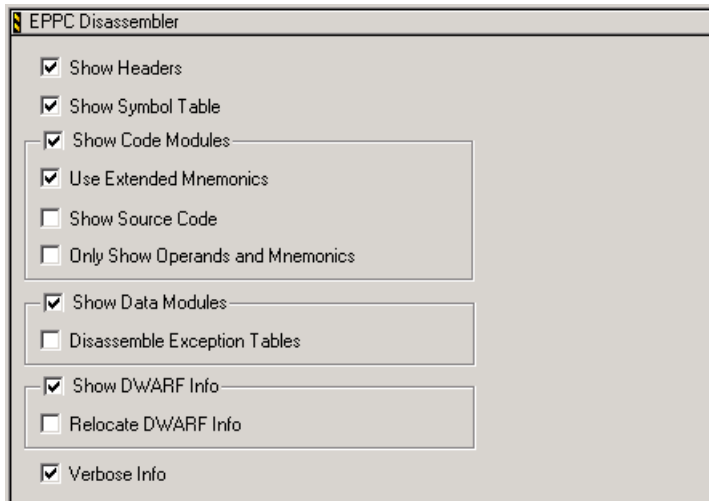 EPPC Disassembler
Show Headers
Show Symbol Table
Show Code Modules
Use Extended Mnemonics
Show Source Code
Only Show Operands and Mnemonics
Show Data Modules
Disassemble Exception Tables
Show DWARF Info
Relocate DWARF Info
Verbose Info